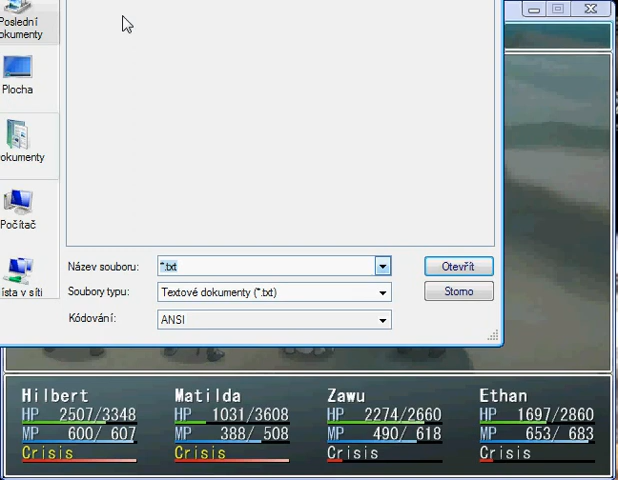 Poslední
dokumenty
Plocha
okumenty
Počítač
ísta v síti
Název souboru: *.txt Otevřít
Soubory typu: Textové dokumenty (*.txt) Storno
Kódování: ANSI
Hilbert Matilda Zawu Ethan
HP 2507/3348 HP 1031/3608 HP 2274/2660 HP 1697/2860
MP 600/ 607 MP 388/ 508 MP 490/ 618 MP 653/ 683
Crisis Crisis Crisis Crisis